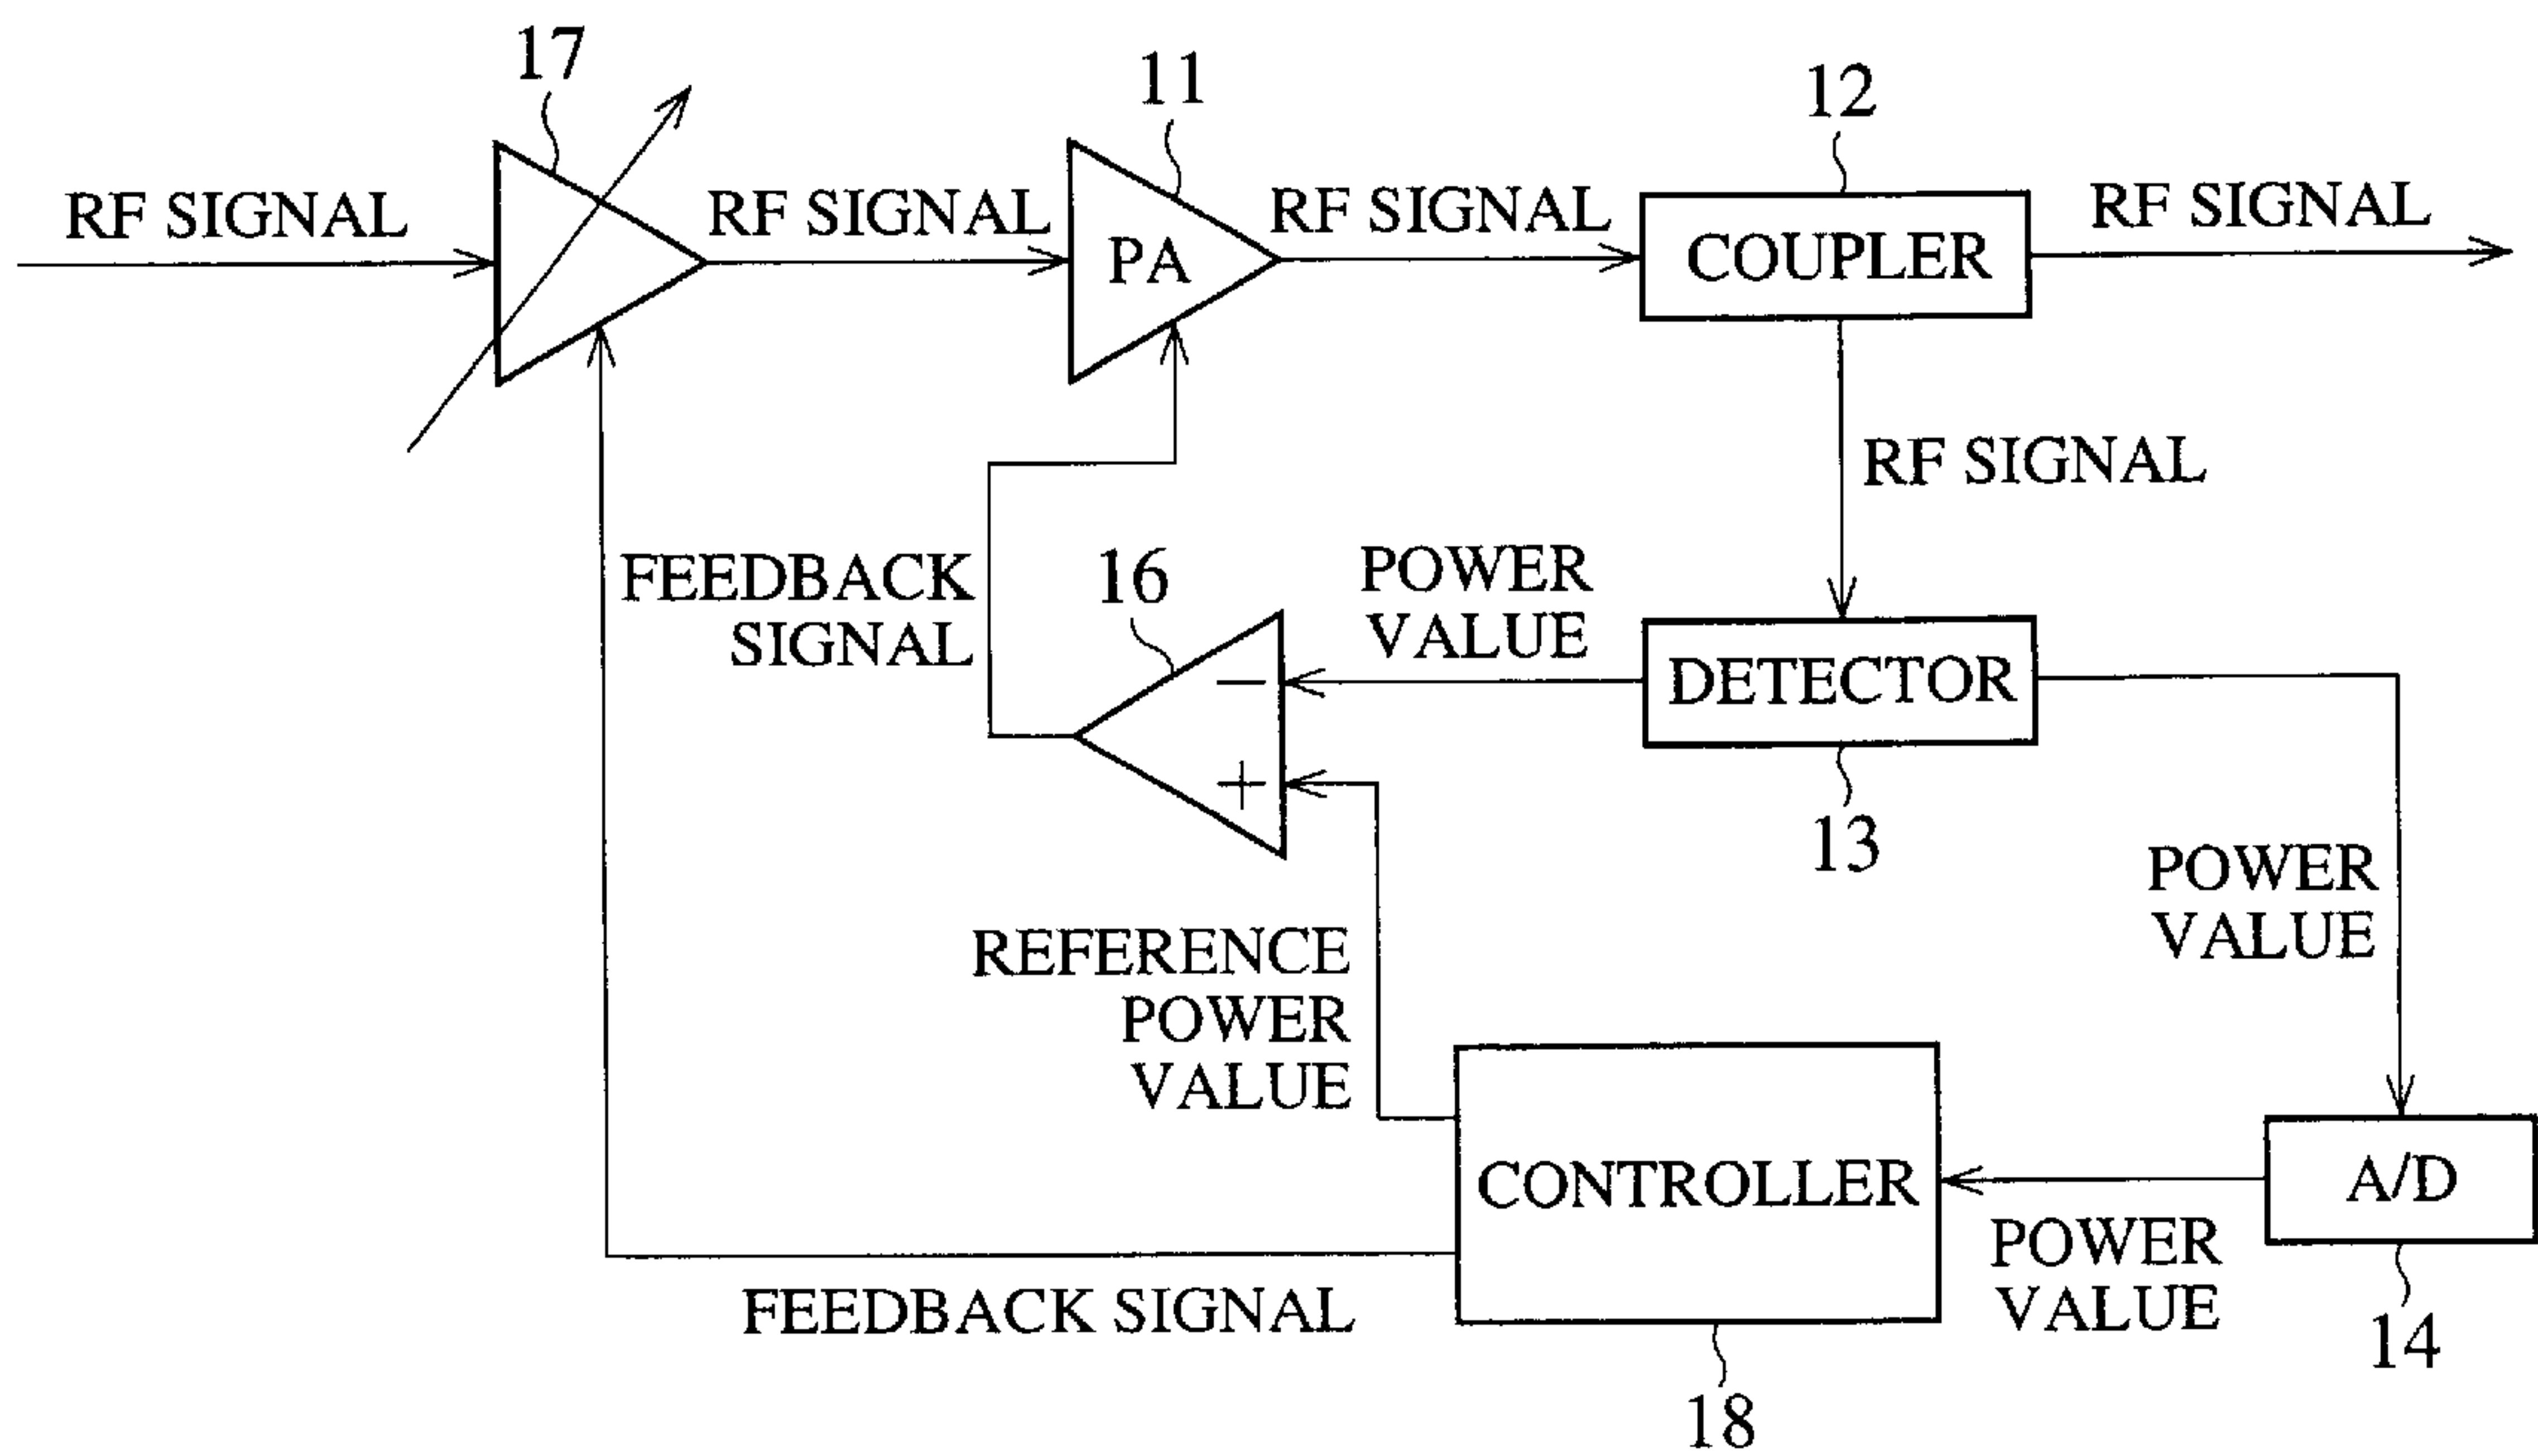 17
11
12
RF SIGNAL
RF SIGNAL
RF SIGNAL
RF SIGNAL
PA
COUPLER
RF SIGNAL
FEEDBACK
SIGNAL
16
POWER
VALUE
−
+
DETECTOR
13
POWER
VALUE
REFERENCE
POWER
VALUE
CONTROLLER
A/D
POWER
VALUE
FEEDBACK SIGNAL
14
18